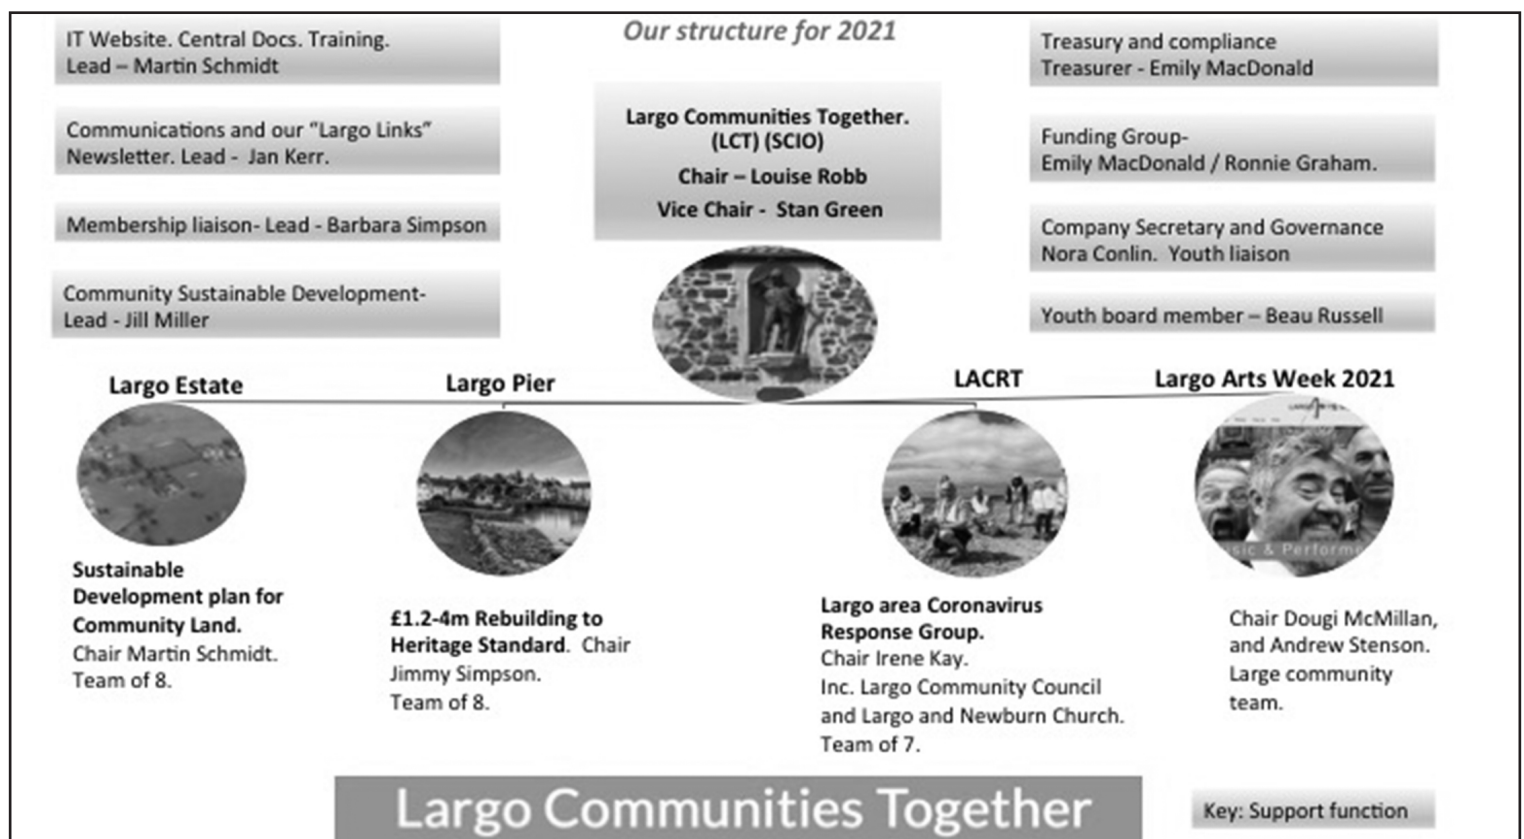 Our structure for 2021
IT Website. Central Docs. Training.
Lead – Martin Schmidt
Communications and our “Largo Links”
Newsletter. Lead -  Jan Kerr.
Membership liaison- Lead - Barbara Simpson
Community Sustainable Development-
Lead - Jill Miller
Largo Communities Together.
(LCT) (SCIO)
Chair – Louise Robb
Vice Chair -  Stan Green
Treasury and compliance
Treasurer - Emily MacDonald
Funding Group-
Emily MacDonald / Ronnie Graham.
Company Secretary and Governance
Nora Conlin.  Youth liaison
Youth board member – Beau Russell
Largo Estate
Sustainable
Development plan for
Community Land.
Chair Martin Schmidt.
Team of 8.
Largo Pier
£1.2-4m Rebuilding to
Heritage Standard.  Chair
Jimmy Simpson.
Team of 8.
LACRT
Largo area Coronavirus
Response Group.
Chair Irene Kay.
Inc. Largo Community Council
and Largo and Newburn Church.
Team of 7.
Largo Arts Week 2021
sic & Performa
Chair Dougi McMillan,
and Andrew Stenson.
Large community
team.
Largo Communities Together
Key: Support function